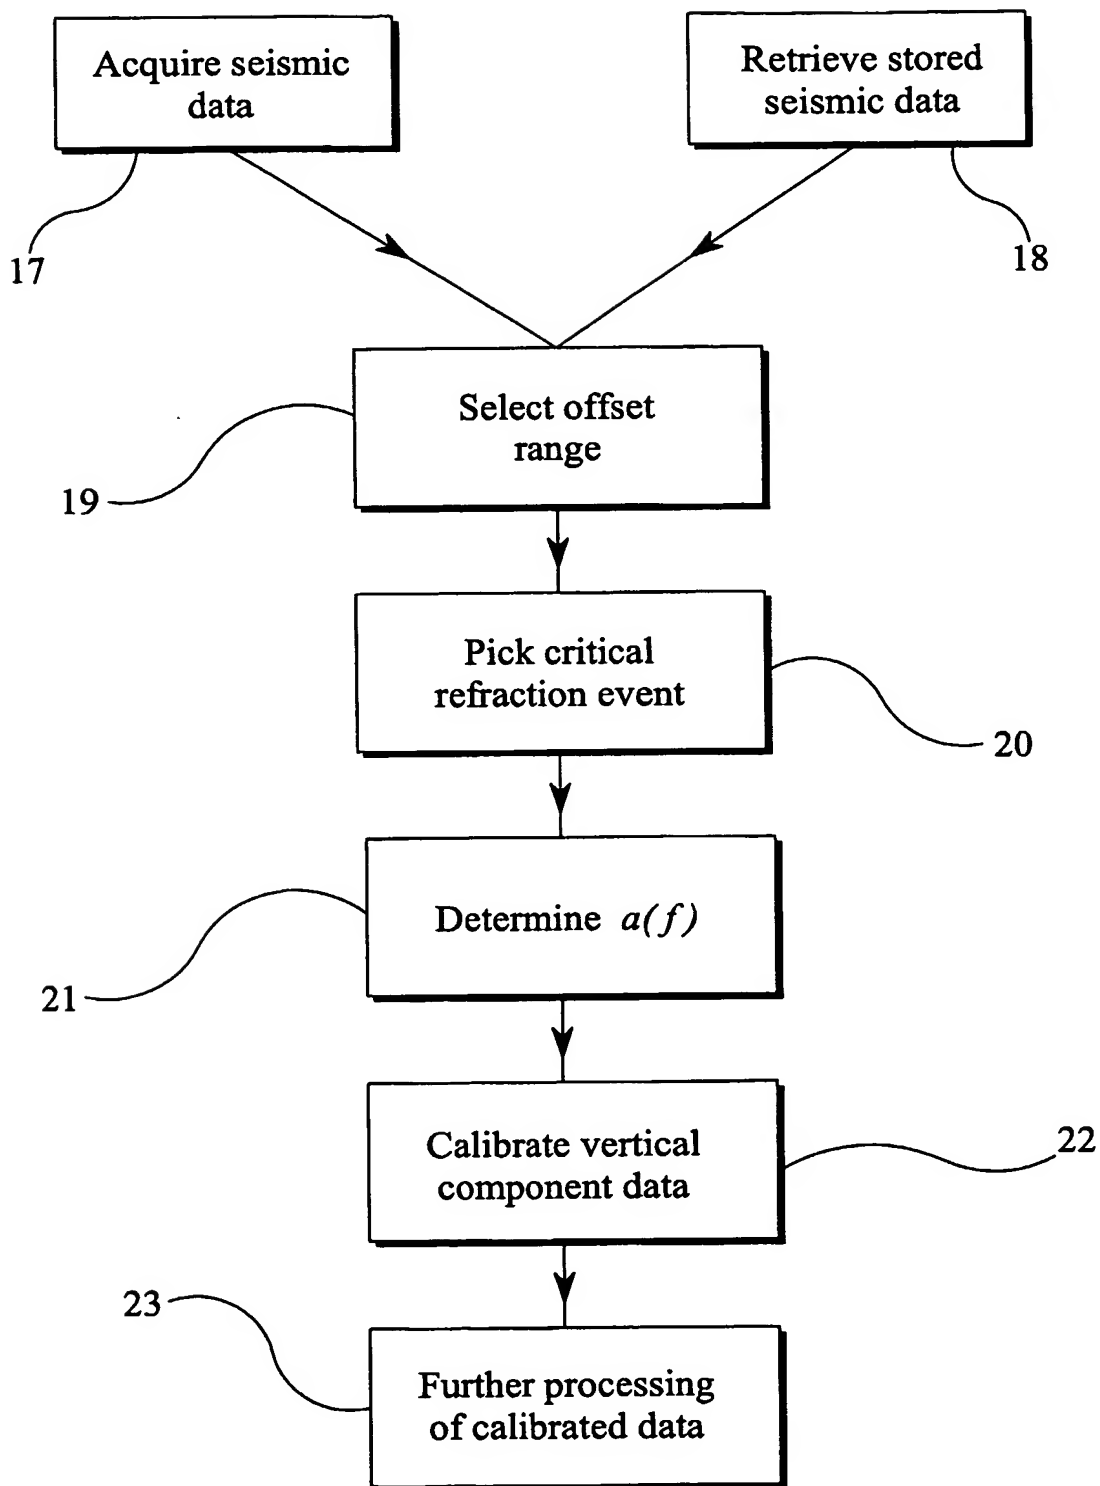 Acquire seismic
data
Retrieve stored
seismic data
17
18
Select offset
range
19
Pick critical
refraction event
20
Determine a(f)
21
Calibrate vertical
component data
22
23
Further processing
of calibrated data